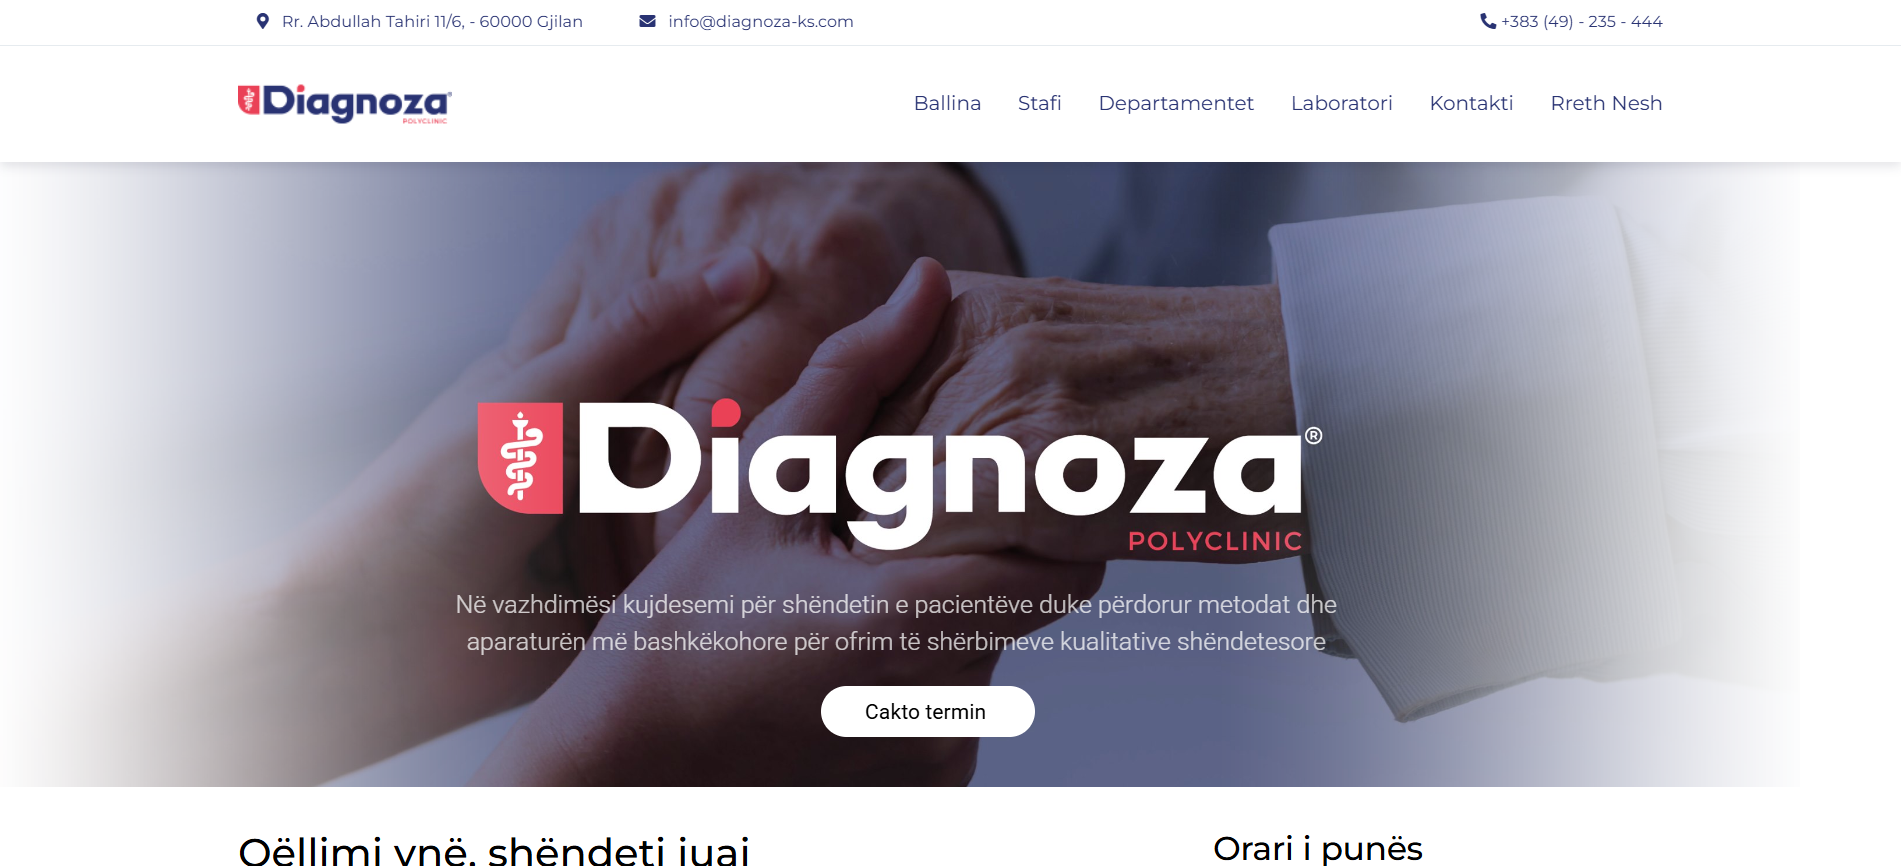 Rr. Abdullah Tahiri 11/6, - 60000 Gjilan
info@diagnoza-ks.com
+383 (49) - 235 - 444
Diagnoza®
POLYCLINIC
Ballina
Stafi
Departamentet
Laboratori
Kontakti
Rreth Nesh
Diagnoza®
POLYCLINIC
Në vazhdimësi kujdesemi për shëndetin e pacientëve duke përdorur metodat dhe
aparaturën më bashkëkohore për ofrim të shërbimeve kualitative shëndetesore
Cakto termin
Qëllimi ynë, shëndeti juaj
Orari i punës